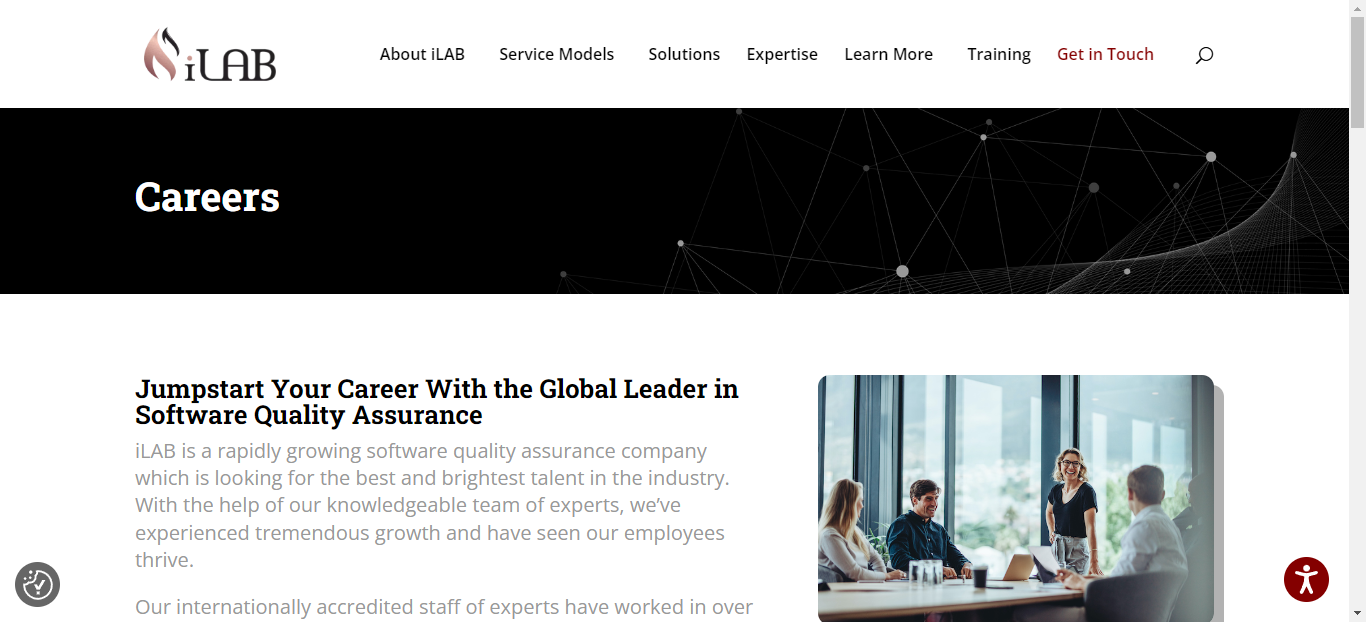 iLAB
About iLAB
Service Models
Solutions
Expertise
Learn More
Training
Get in Touch
Careers
Jumpstart Your Career With the Global Leader in
Software Quality Assurance
iLAB is a rapidly growing software quality assurance company
which is looking for the best and brightest talent in the industry.
With the help of our knowledgeable team of experts, we’ve
experienced tremendous growth and have seen our employees
thrive.
Our internationally accredited staff of experts have worked in over